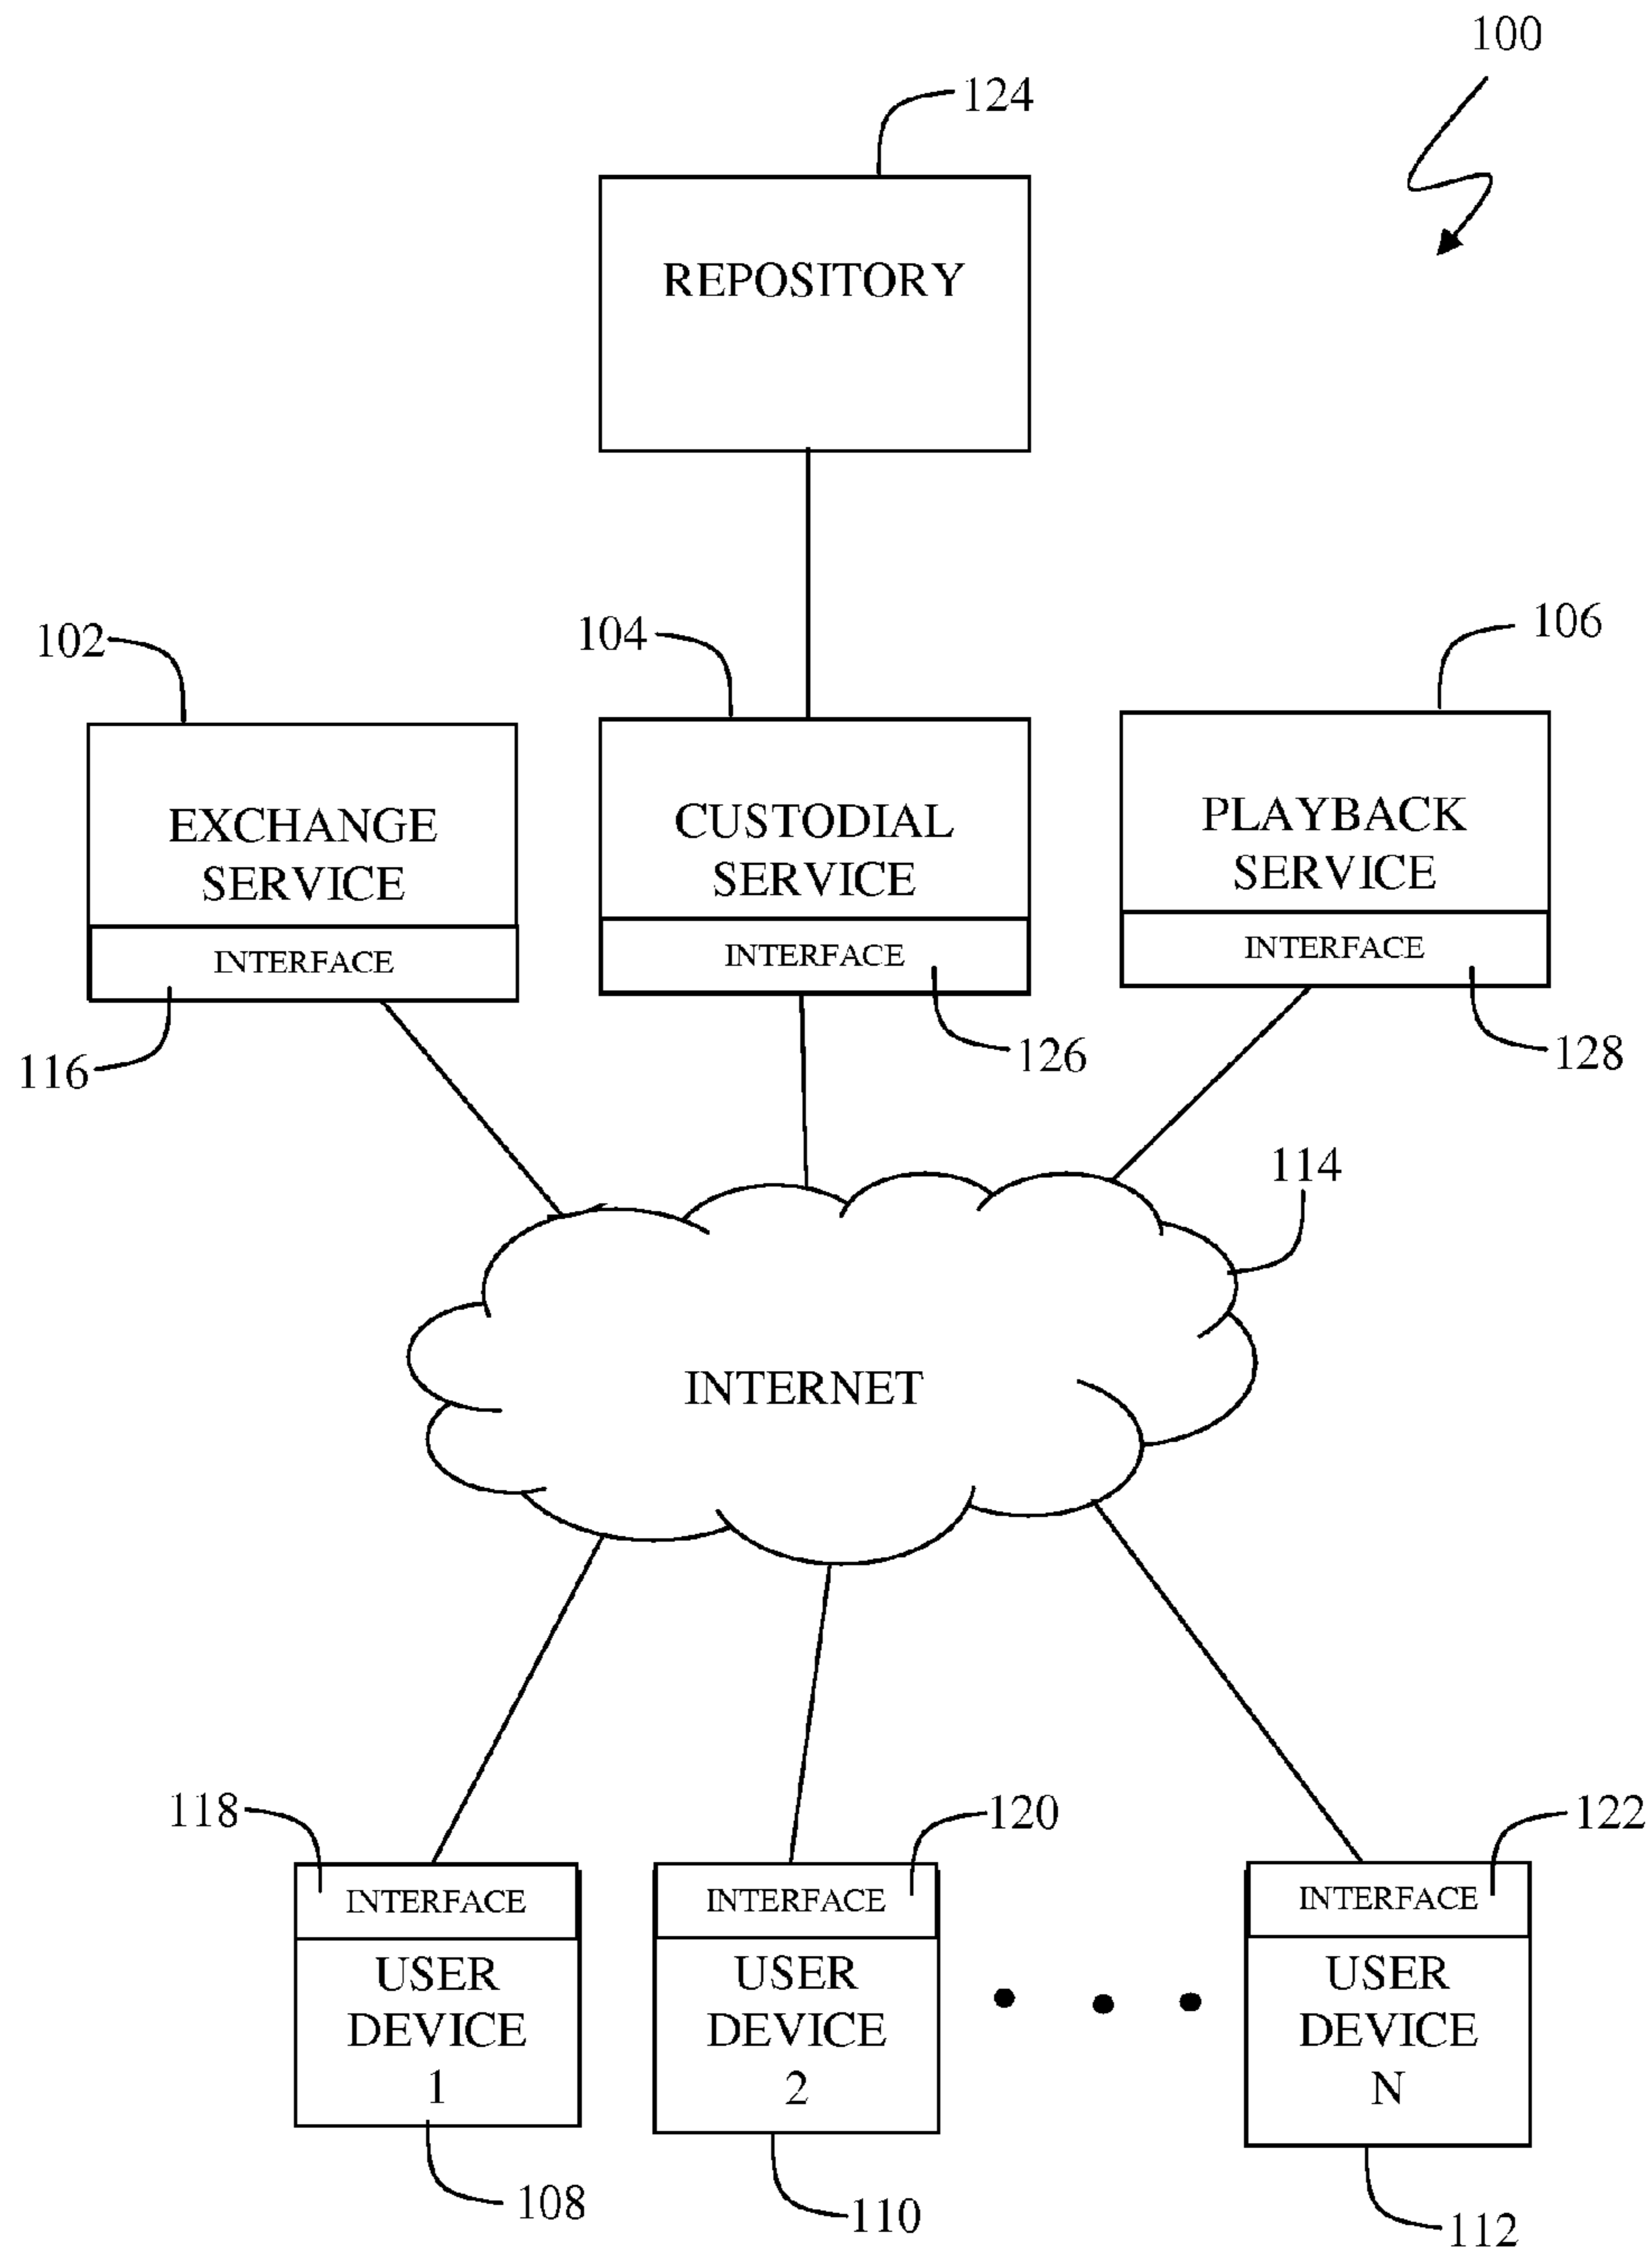 100
124
REPOSITORY
102
104
106
EXCHANGE
SERVICE
CUSTODIAL
SERVICE
PLAYBACK
SERVICE
INTERFACE
INTERFACE
INTERFACE
116
126
128
114
INTERNET
118
120
122
INTERFACE
INTERFACE
INTERFACE
USER
DEVICE
1
USER
DEVICE
2
USER
DEVICE
N
108
110
112